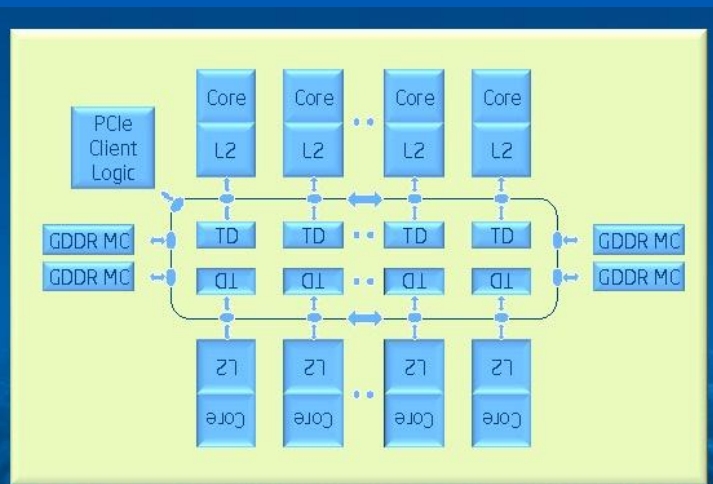 Core Core Core Core
PCIe
Client
Logic
L2 L2 L2 L2
GDDR MC TD TD TD TD GDDR MC
GDDR MC TD TD TD TD GDDR MC
L2 L2 L2 L2
Core Core Core Core